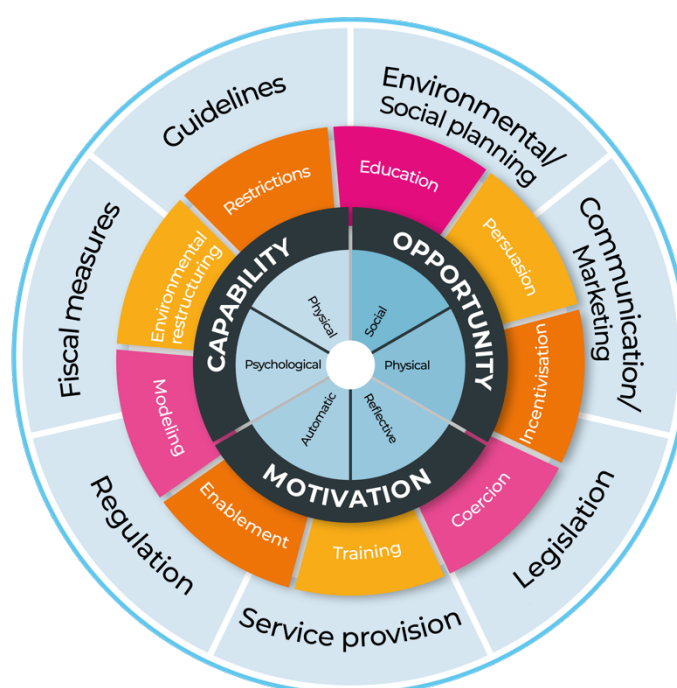 Guidelines
Environmental/
Social planning
Communication/
Marketing
Legislation
Service provision
Regulation
Fiscal measures
Restrictions
Education
Persuasion
Incentivisation
Coercion
Training
Enablement
Modeling
Environmental
restructuring
CAPABILITY
OPPORTUNITY
MOTIVATION
Physical
Social
Physical
Reflective
Automatic
Psychological